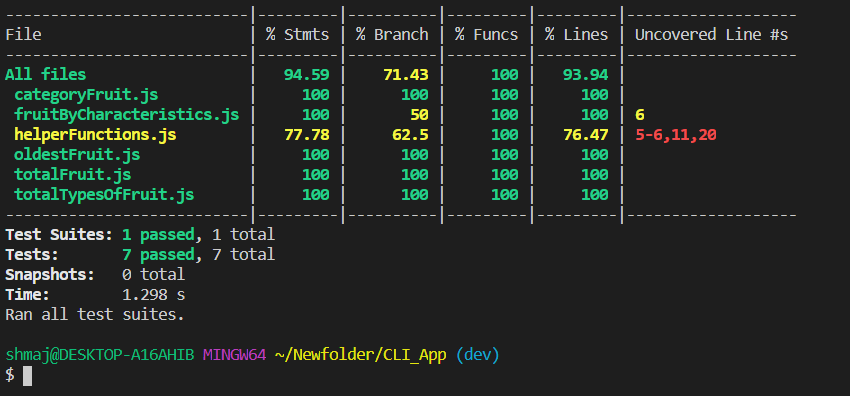 --------------------------|---------|----------|---------|---------|-------------------
File                      | % Stmts | % Branch | % Funcs | % Lines | Uncovered Line #s
--------------------------|---------|----------|---------|---------|-------------------
All files                 |   94.59 |    71.43 |     100 |   93.94 |
 categoryFruit.js         |     100 |      100 |     100 |     100 |
 fruitByCharacteristics.js |     100 |       50 |     100 |     100 | 6
 helperFunctions.js       |   77.78 |     62.5 |     100 |   76.47 | 5-6,11,20
 oldestFruit.js           |     100 |      100 |     100 |     100 |
 totalFruit.js            |     100 |      100 |     100 |     100 |
 totalTypesOfFruit.js     |     100 |      100 |     100 |     100 |
--------------------------|---------|----------|---------|---------|-------------------
Test Suites: 1 passed, 1 total
Tests:       7 passed, 7 total
Snapshots:   0 total
Time:        1.298 s
Ran all test suites.
shmaj@DESKTOP-A16AHIB MINGW64 ~/Newfolder/CLI_App (dev)
$